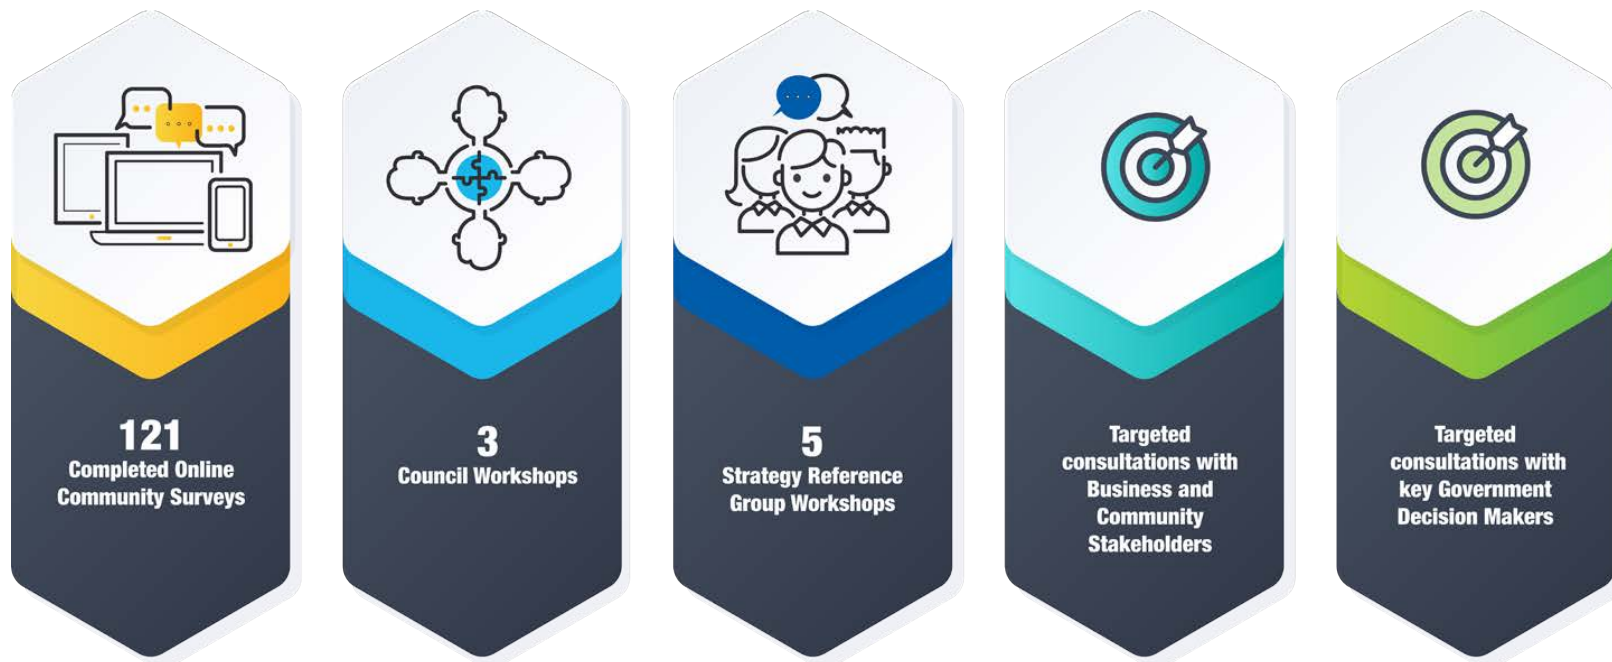 121
Completed Online
Community Surveys
3
Council Workshops
5
Strategy Reference
Group Workshops
Targeted
consultations with
Business and
Community
Stakeholders
Targeted
consultations with
key Government
Decision Makers